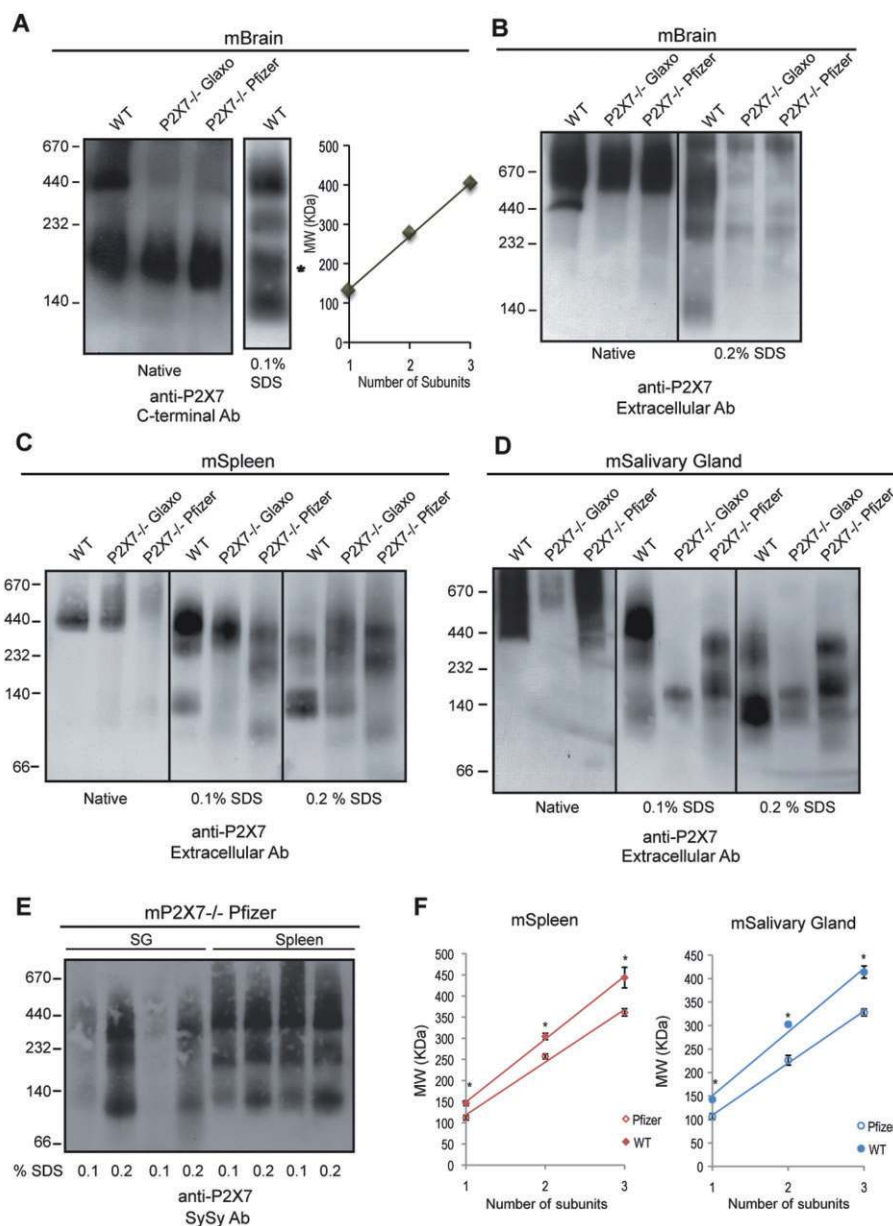 A
mBrain
WT
P2X7-/- Glaxo
P2X7-/- Pfizer
WT
670
440
232
140
*
Native
0.1%
SDS
anti-P2X7
C-terminal Ab
MW (KDa)
500
400
300
200
100
0
1 2 3
Number of Subunits
B
mBrain
WT
P2X7-/- Glaxo
P2X7-/- Pfizer
WT
P2X7-/- Glaxo
P2X7-/- Pfizer
670
440
232
140
Native 0.2% SDS
anti-P2X7
Extracellular Ab
C
mSpleen
WT
P2X7-/- Glaxo
P2X7-/- Pfizer
WT
P2X7-/- Glaxo
P2X7-/- Pfizer
WT
P2X7-/- Glaxo
P2X7-/- Pfizer
670
440
232
140
66
Native 0.1% SDS 0.2 % SDS
anti-P2X7
Extracellular Ab
D
mSalivary Gland
WT
P2X7-/- Glaxo
P2X7-/- Pfizer
WT
P2X7-/- Glaxo
P2X7-/- Pfizer
WT
P2X7-/- Glaxo
P2X7-/- Pfizer
670
440
232
140
66
Native 0.1% SDS 0.2 % SDS
anti-P2X7
Extracellular Ab
E
mP2X7-/- Pfizer
SG Spleen
670
440
232
140
66
% SDS 0.1 0.2 0.1 0.2 0.1 0.2 0.1 0.2
anti-P2X7
SySy Ab
F
mSpleen
MW (KDa)
500
450
400
350
300
250
200
150
100
50
0
* * *
Pfizer
WT
1 2 3
Number of subunits
mSalivary Gland
MW (KDa)
450
400
350
300
250
200
150
100
50
0
* * *
Pfizer
WT
1 2 3
Number of subunits